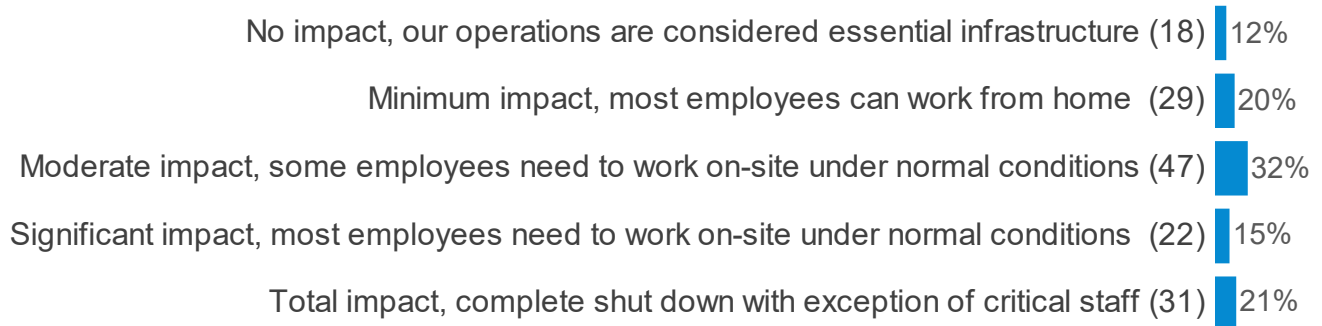 No impact, our operations are considered essential infrastructure (18) 12%
Minimum impact, most employees can work from home (29) 20%
Moderate impact, some employees need to work on-site under normal conditions (47) 32%
Significant impact, most employees need to work on-site under normal conditions (22) 15%
Total impact, complete shut down with exception of critical staff (31) 21%